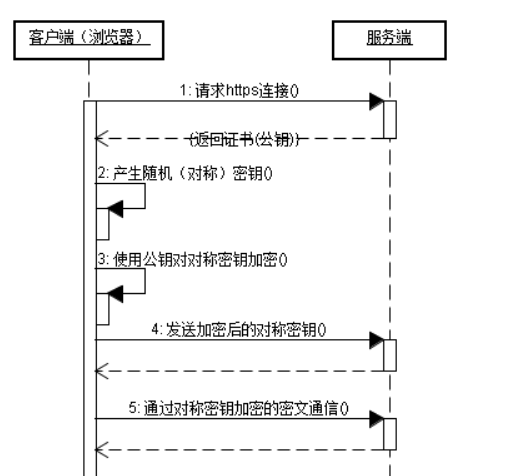 客户端（浏览器）
服务端
1: 请求https连接()
(返回证书(公钥))
2: 产生随机（对称）密钥()
3: 使用公钥对对称密钥加密()
4: 发送加密后的对称密钥()
5: 通过对称密钥加密的密文通信()